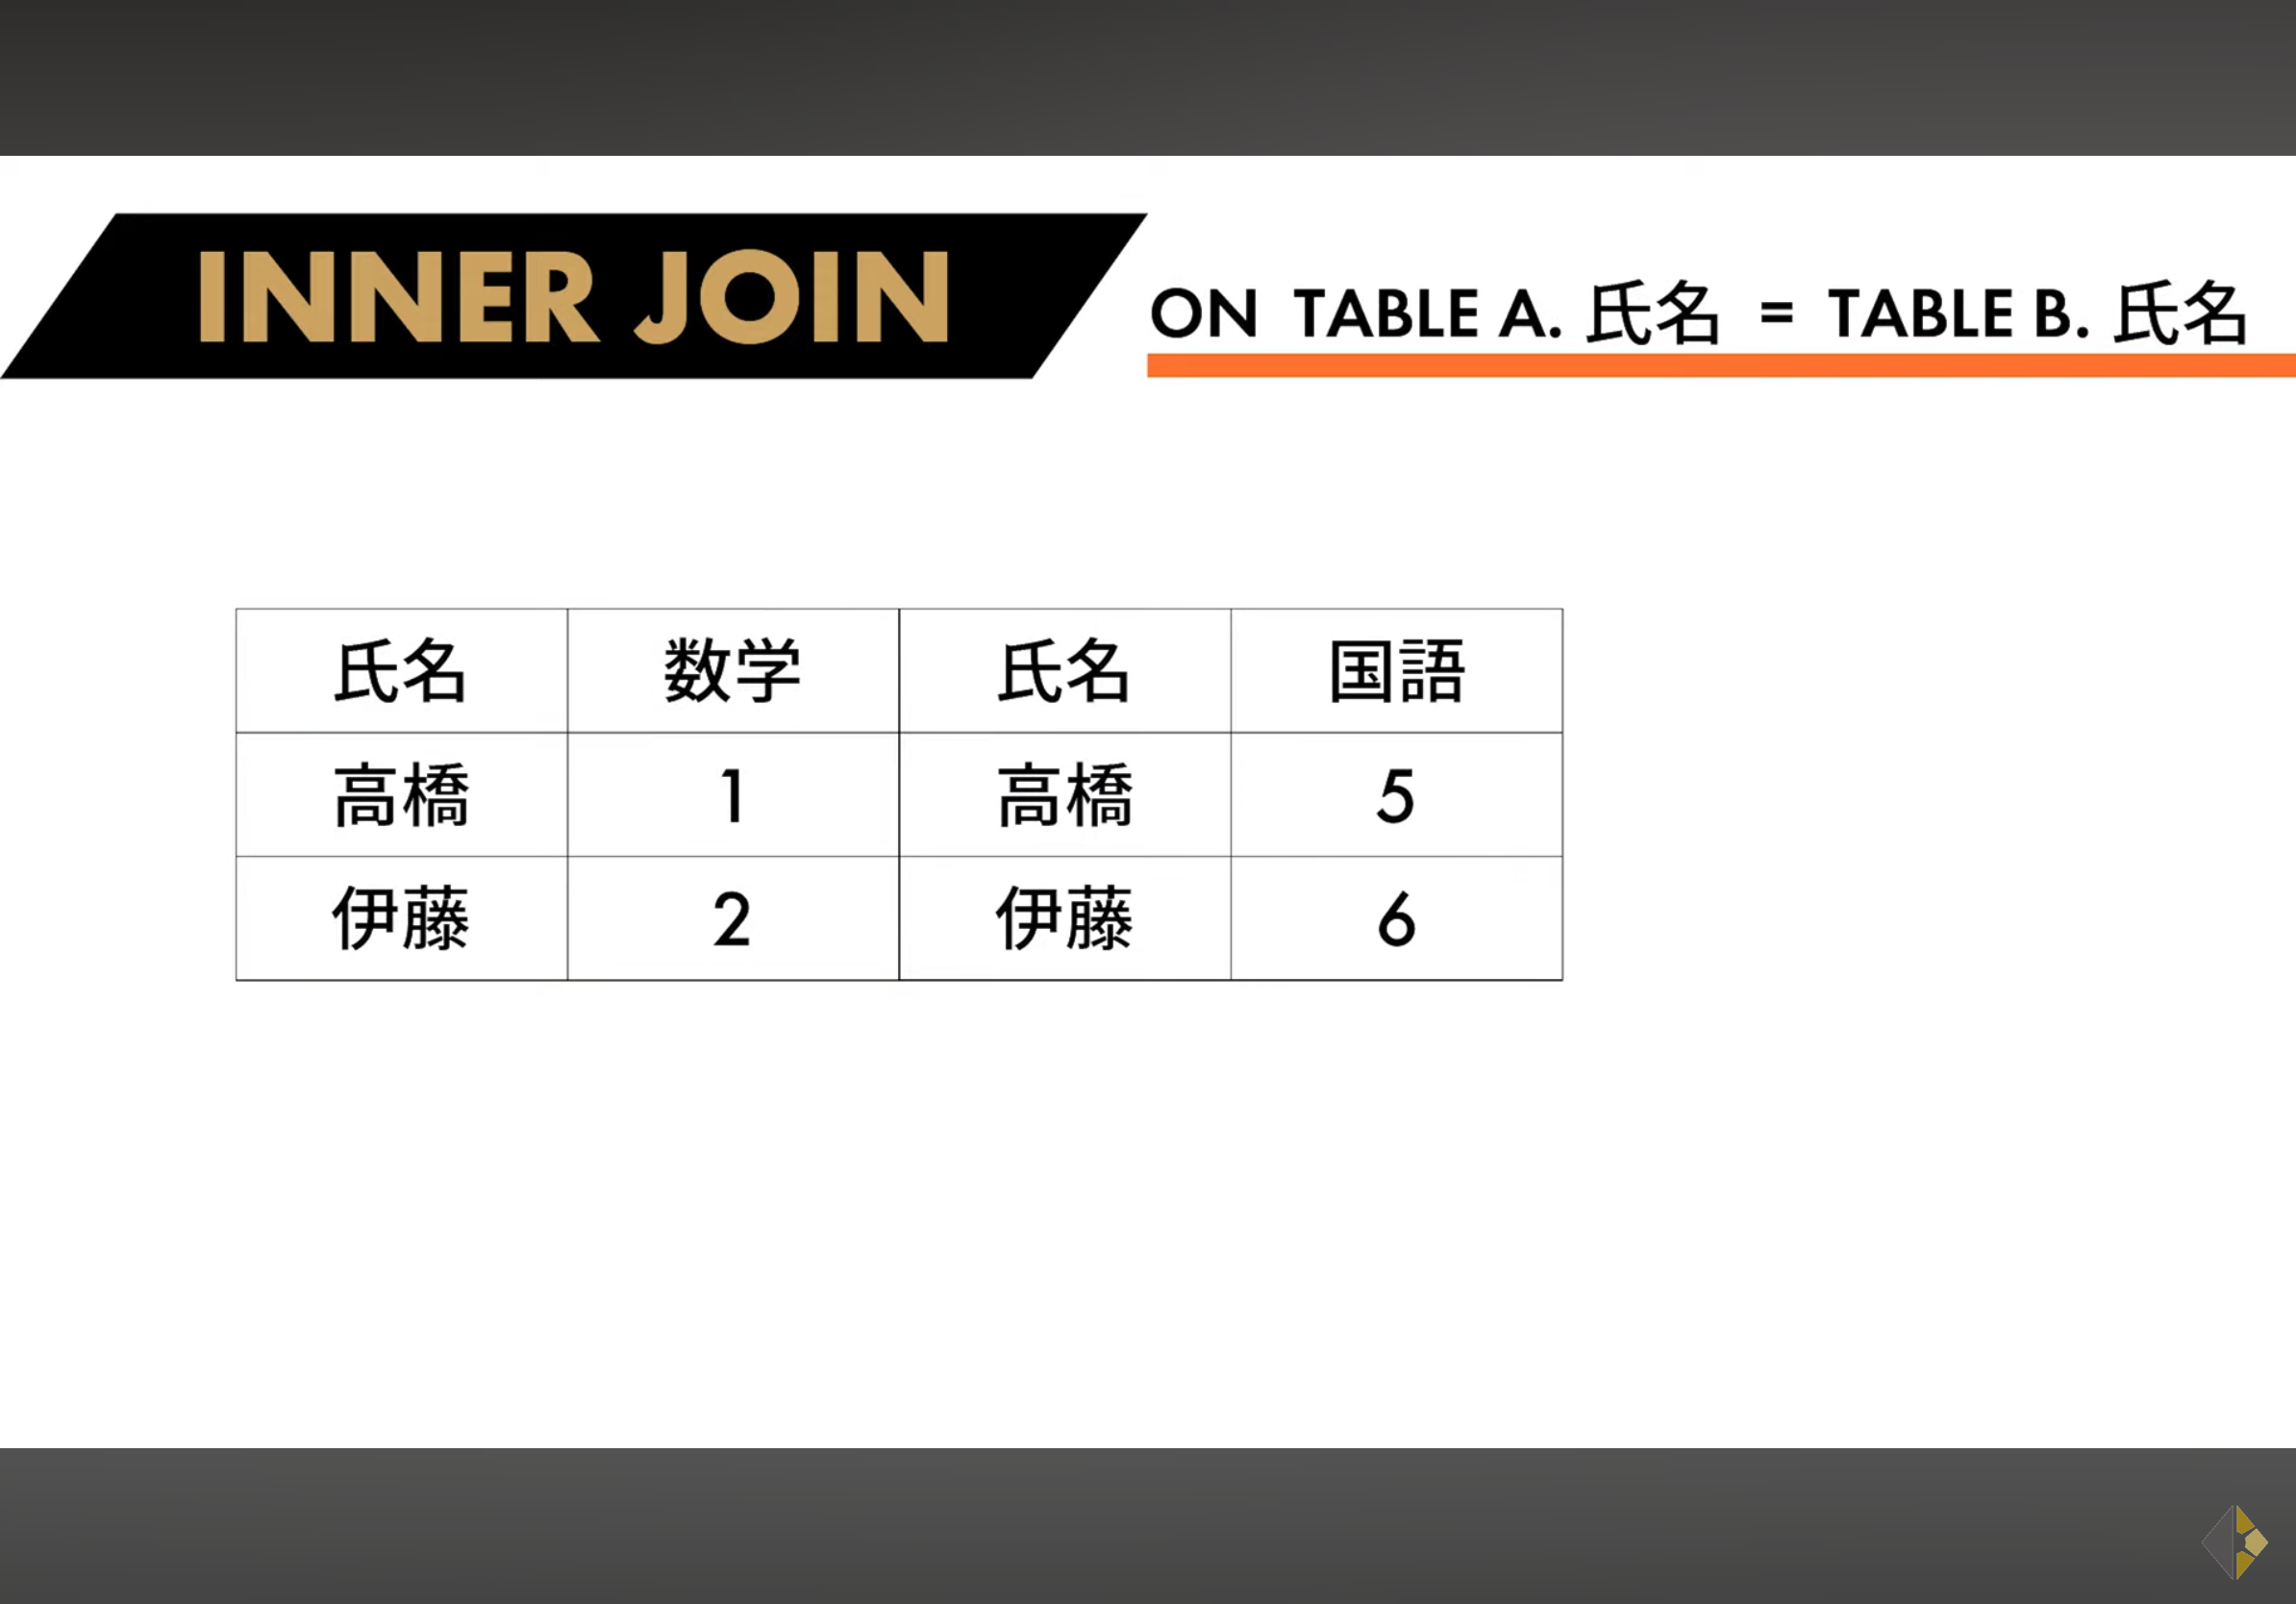 INNER JOIN
ON TABLE A. 氏名 = TABLE B. 氏名
氏名 数学 氏名 国語
高橋 1 高橋 5
伊藤 2 伊藤 6